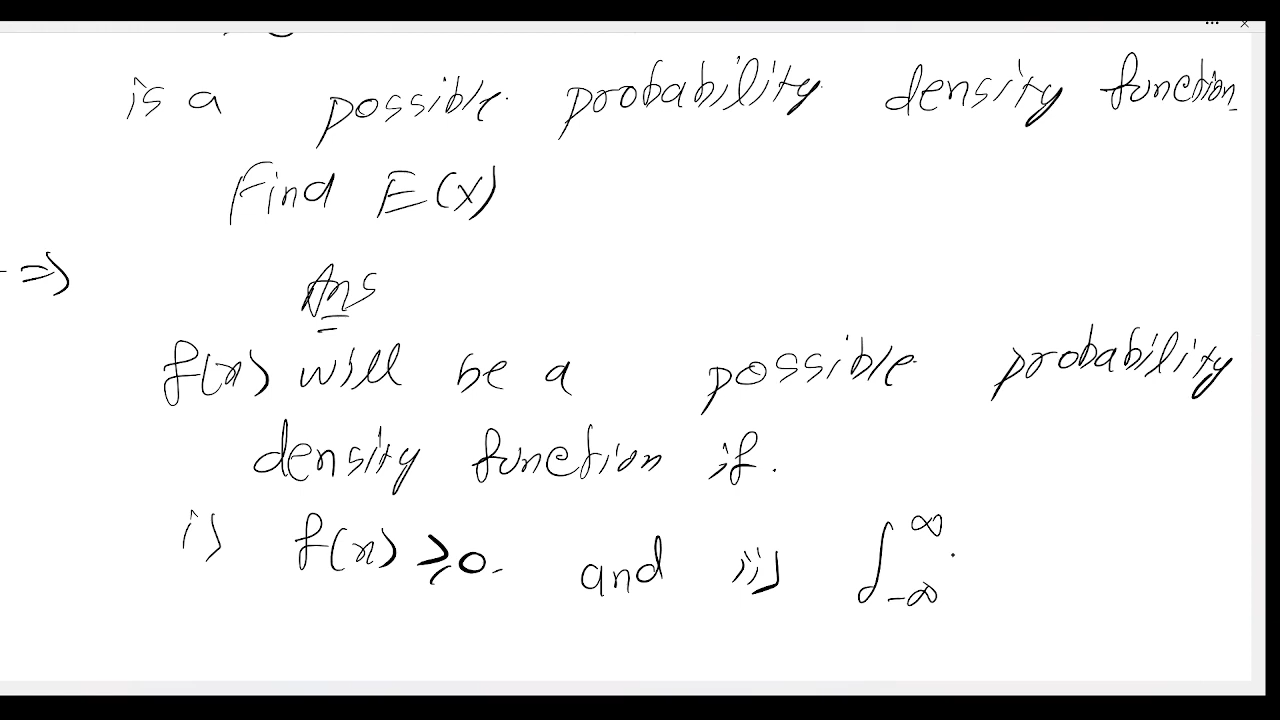 is a possible probability density function
Find E(X)
=>
Ans
f(x) will be a possible probability
density function if.
i) f(x) ≥ 0. and ii) ∫_{-∞}^{∞}